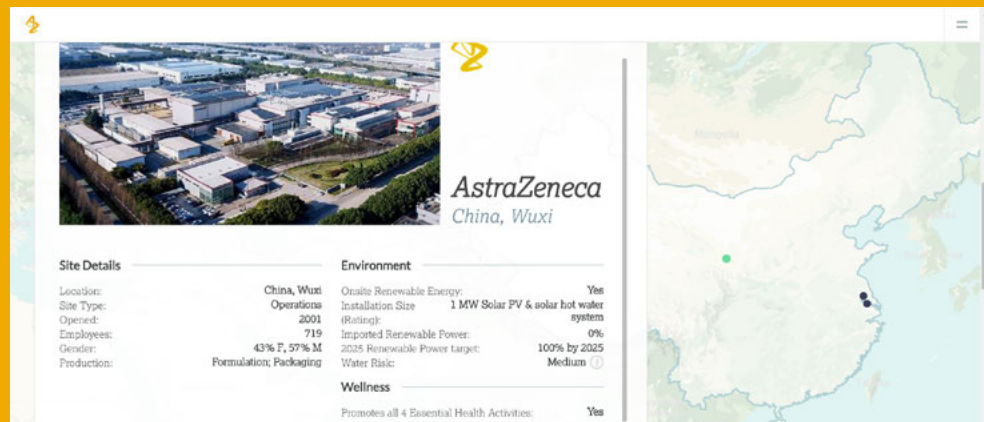 AstraZeneca
China, Wuxi
Site Details
Location: China, Wuxi
Site Type: Operations
Opened: 2001
Employees: 719
Gender: 43% F, 57% M
Production: Formulation; Packaging
Environment
Onsite Renewable Energy: Yes
Installation Size 1 MW Solar PV & solar hot water
(Rating): system
Imported Renewable Power: 0%
2025 Renewable Power target: 100% by 2025
Water Risk: Medium
Wellness
Promotes all 4 Essential Health Activities: Yes
Mongolia